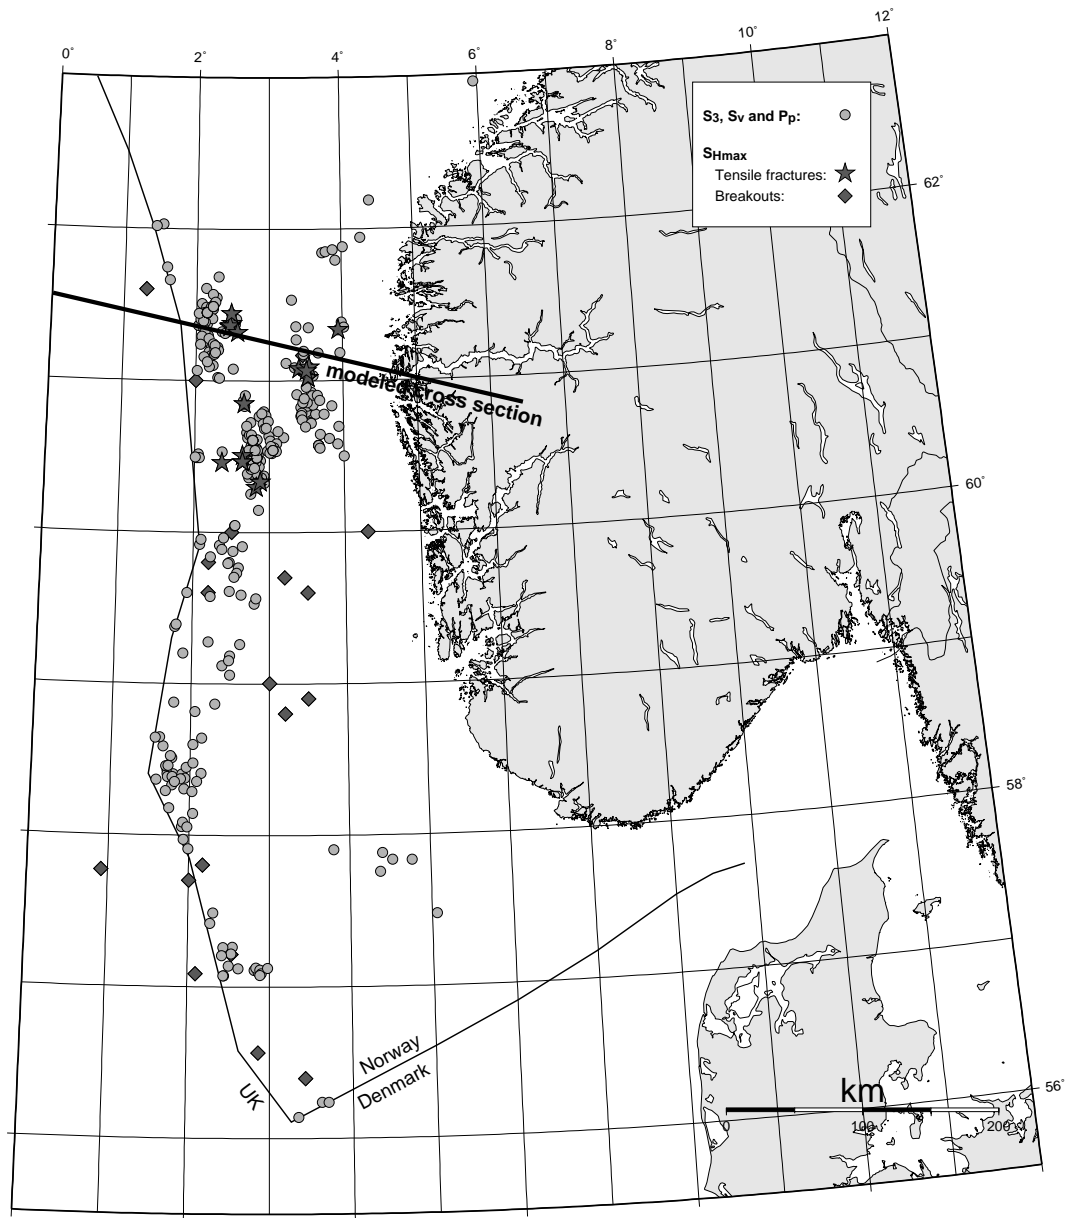 0°
2°
4°
6°
8°
10°
12°
S3, Sv and Pp:
SHmax
Tensile fractures:
Breakouts:
62°
modeled cross section
60°
58°
Norway
Denmark
UK
56°
km
0
100
200